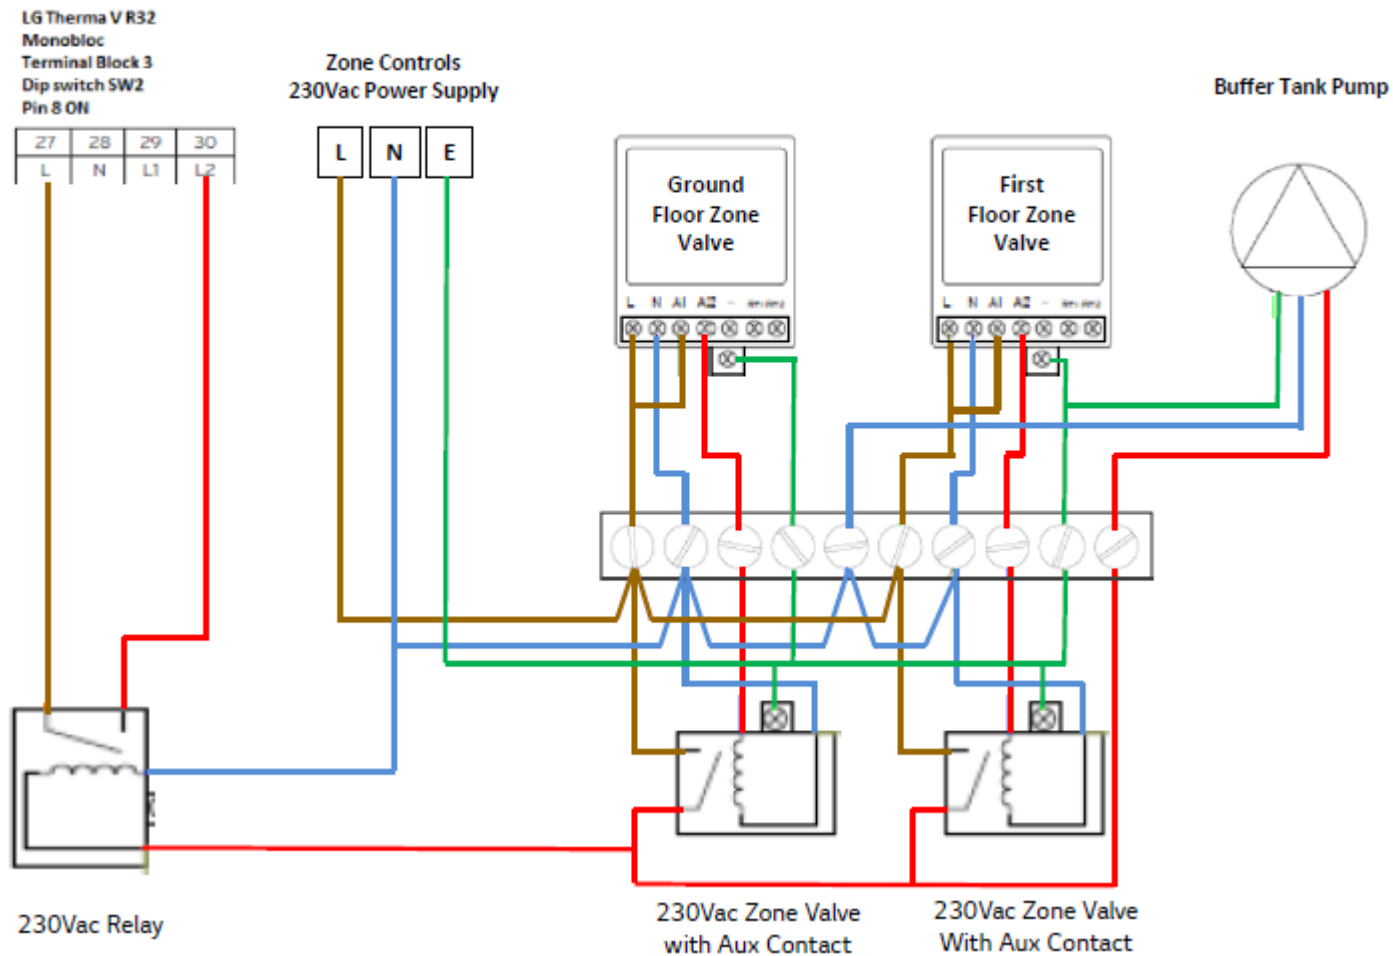 LG Therma V R32
Monobloc
Terminal Block 3
Dip switch SW2
Pin 8 ON
27 28 29 30
L N L1 L2
Zone Controls
230Vac Power Supply
L N E
Ground
Floor Zone
Valve
L N A1 A2 -
First
Floor Zone
Valve
L N A1 A2 -
Buffer Tank Pump
230Vac Relay
230Vac Zone Valve
with Aux Contact
230Vac Zone Valve
With Aux Contact